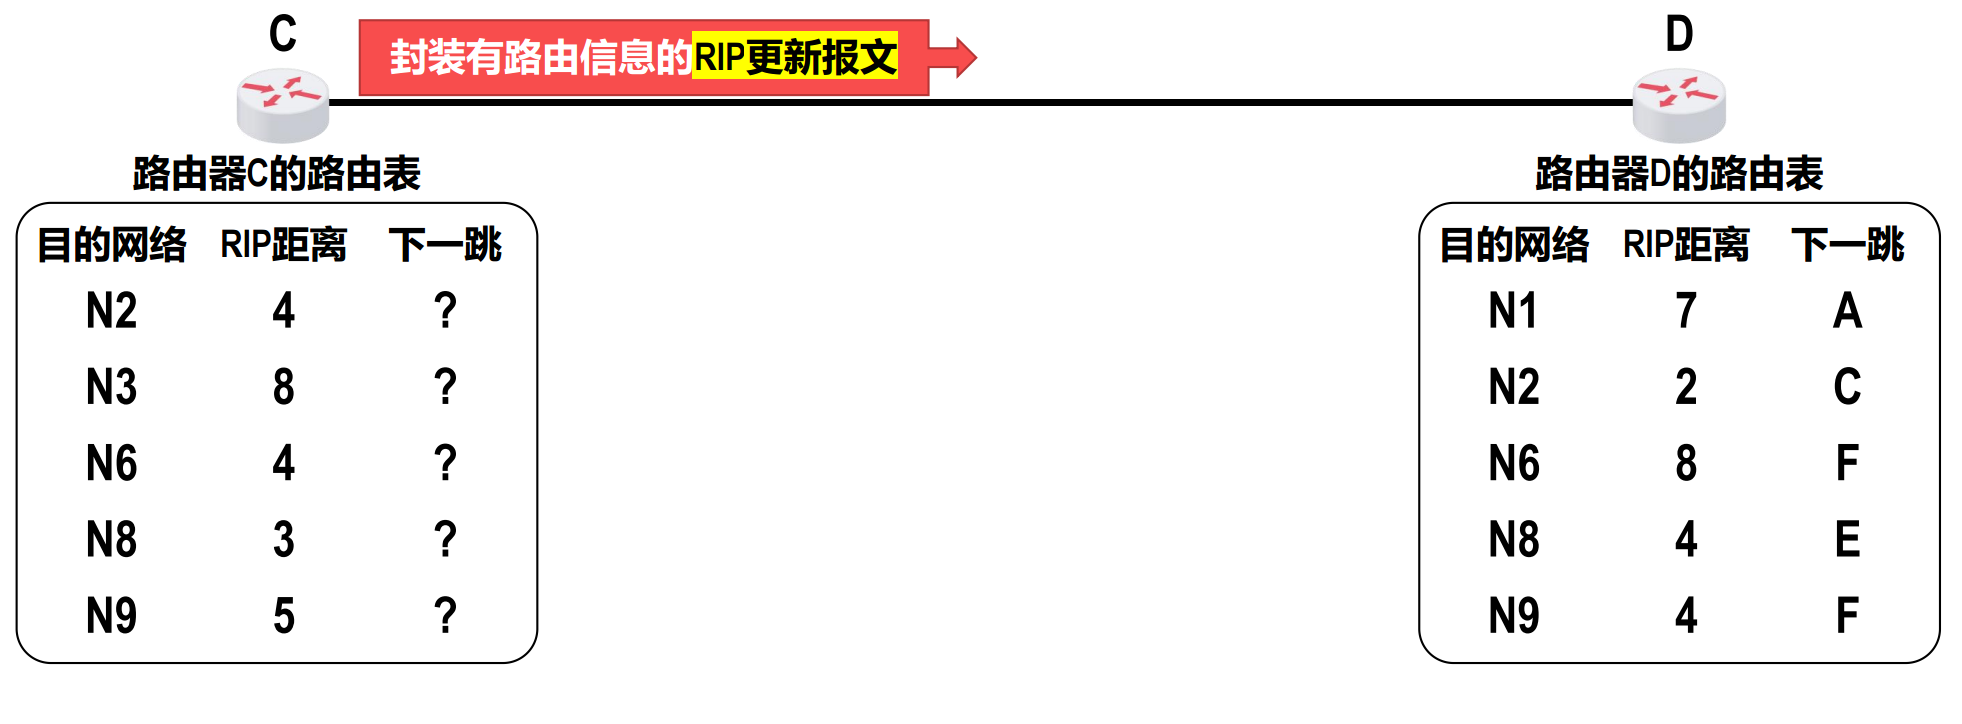 C
封装有路由信息的RIP更新报文
D
路由器C的路由表
目的网络 RIP距离 下一跳
N2 4 ?
N3 8 ?
N6 4 ?
N8 3 ?
N9 5 ?
路由器D的路由表
目的网络 RIP距离 下一跳
N1 7 A
N2 2 C
N6 8 F
N8 4 E
N9 4 F